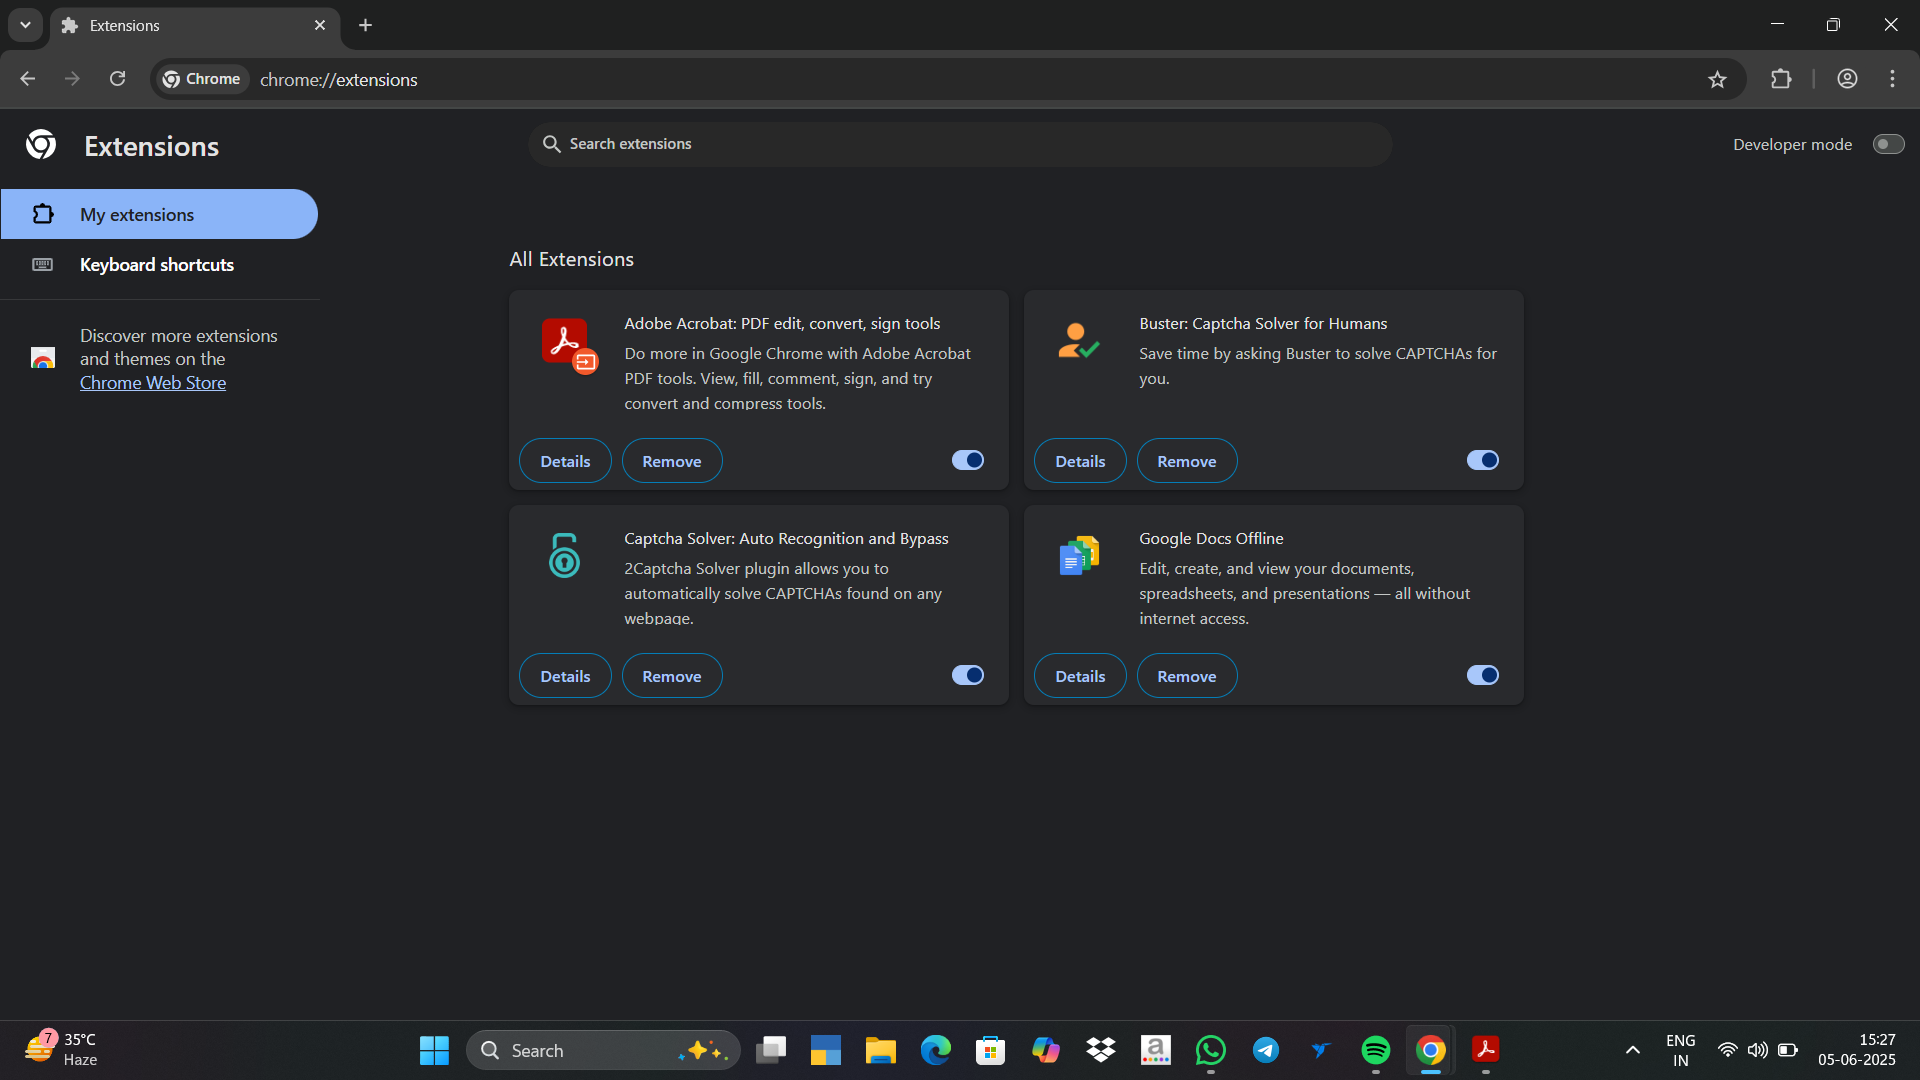 Extensions
Chrome
chrome://extensions
Extensions
Search extensions
Developer mode
My extensions
Keyboard shortcuts
Discover more extensions
and themes on the
Chrome Web Store
All Extensions
Adobe Acrobat: PDF edit, convert, sign tools
Do more in Google Chrome with Adobe Acrobat
PDF tools. View, fill, comment, sign, and try
convert and compress tools.
Details
Remove
Buster: Captcha Solver for Humans
Save time by asking Buster to solve CAPTCHAs for
you.
Details
Remove
Captcha Solver: Auto Recognition and Bypass
2Captcha Solver plugin allows you to
automatically solve CAPTCHAs found on any
webpage.
Details
Remove
Google Docs Offline
Edit, create, and view your documents,
spreadsheets, and presentations — all without
internet access.
Details
Remove
7
35°C
Haze
Search
a
ENG
IN
15:27
05-06-2025